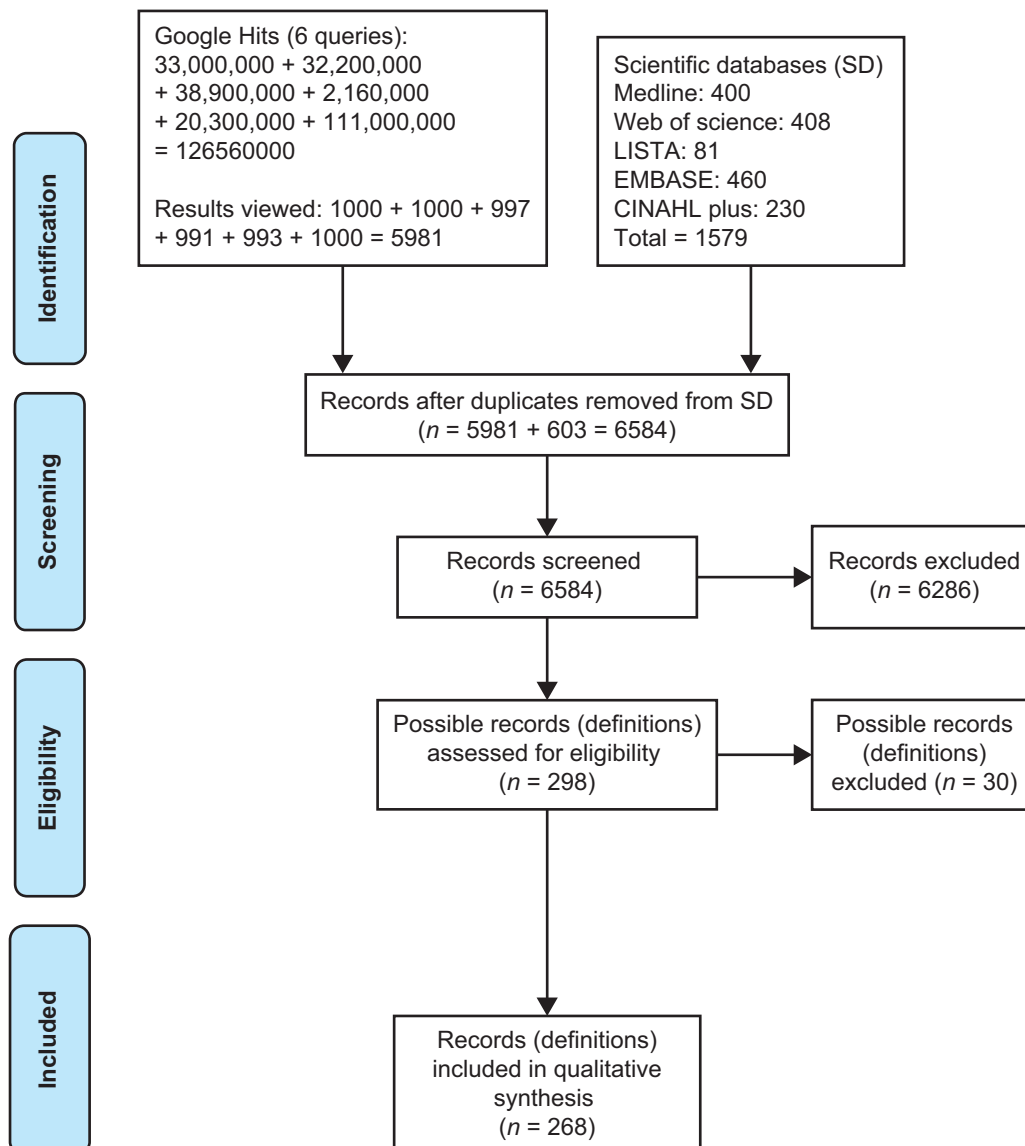 Google Hits (6 queries):
33,000,000 + 32,200,000
+ 38,900,000 + 2,160,000
+ 20,300,000 + 111,000,000
= 126560000
Results viewed: 1000 + 1000 + 997
+ 991 + 993 + 1000 = 5981
Scientific databases (SD)
Medline: 400
Web of science: 408
LISTA: 81
EMBASE: 460
CINAHL plus: 230
Total = 1579
Identification
Records after duplicates removed from SD
(n = 5981 + 603 = 6584)
Screening
Records screened
(n = 6584)
Records excluded
(n = 6286)
Eligibility
Possible records (definitions)
assessed for eligibility
(n = 298)
Possible records
(definitions)
excluded (n = 30)
Included
Records (definitions)
included in qualitative
synthesis
(n = 268)